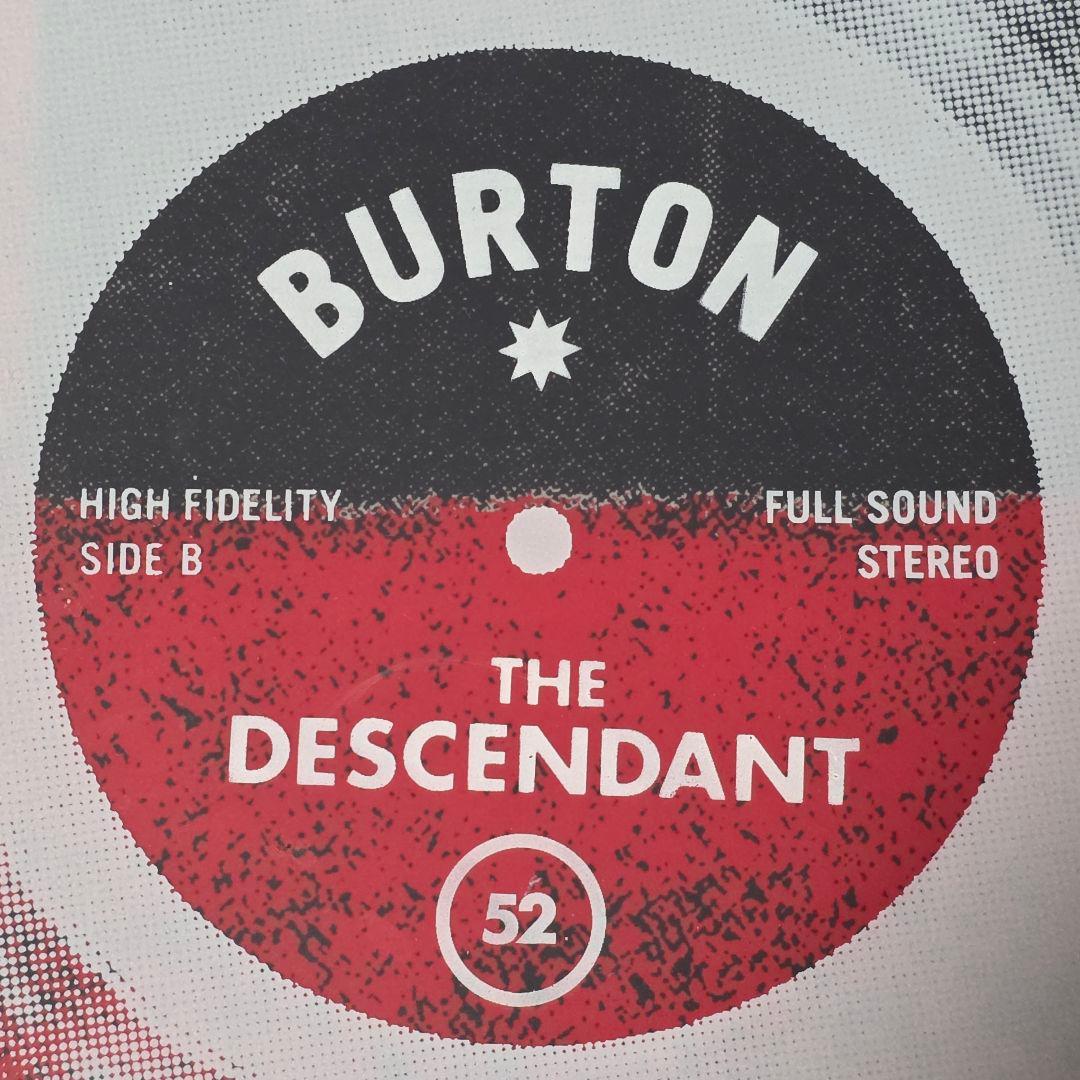 BURTON
HIGH FIDELITY
SIDE B
FULL SOUND
STEREO
THE
DESCENDANT
52